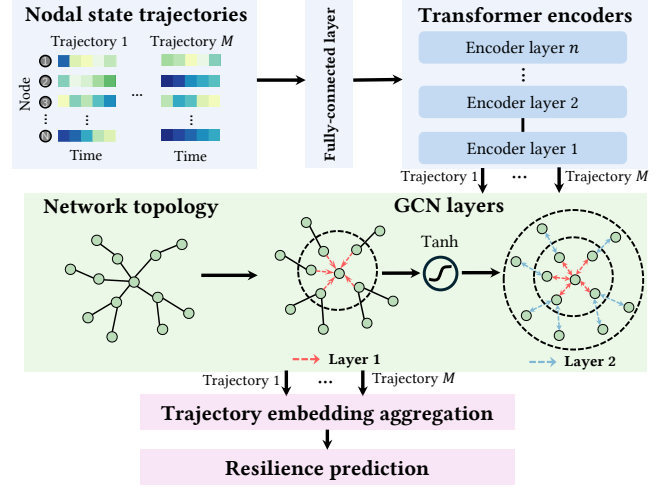 Nodal state trajectories
Trajectory 1
Trajectory M
Node
1
2
...
3
⋮
⋮
N
Time
Time
Fully-connected layer
Transformer encoders
Encoder layer n
⋮
Encoder layer 2
Encoder layer 1
Trajectory 1
...
Trajectory M
Network topology
GCN layers
Tanh
Layer 1
Layer 2
Trajectory 1
...
Trajectory M
Trajectory embedding aggregation
Resilience prediction